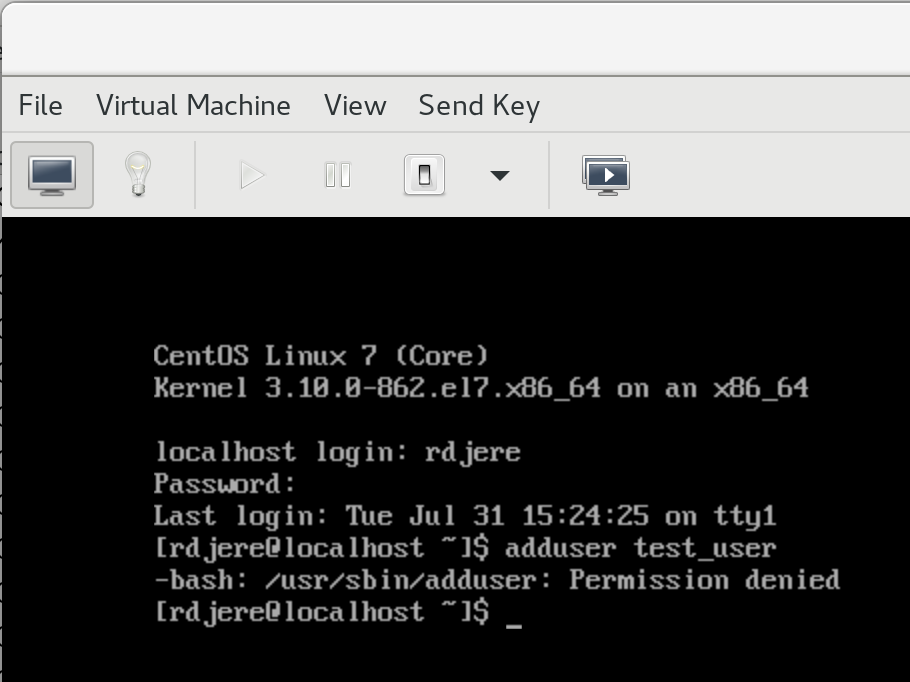 File Virtual Machine View Send Key
CentOS Linux 7 (Core)
Kernel 3.10.0-862.el7.x86_64 on an x86_64
localhost login: rdjere
Password:
Last login: Tue Jul 31 15:24:25 on tty1
[rdjere@localhost ~]$ adduser test_user
-bash: /usr/sbin/adduser: Permission denied
[rdjere@localhost ~]$ _